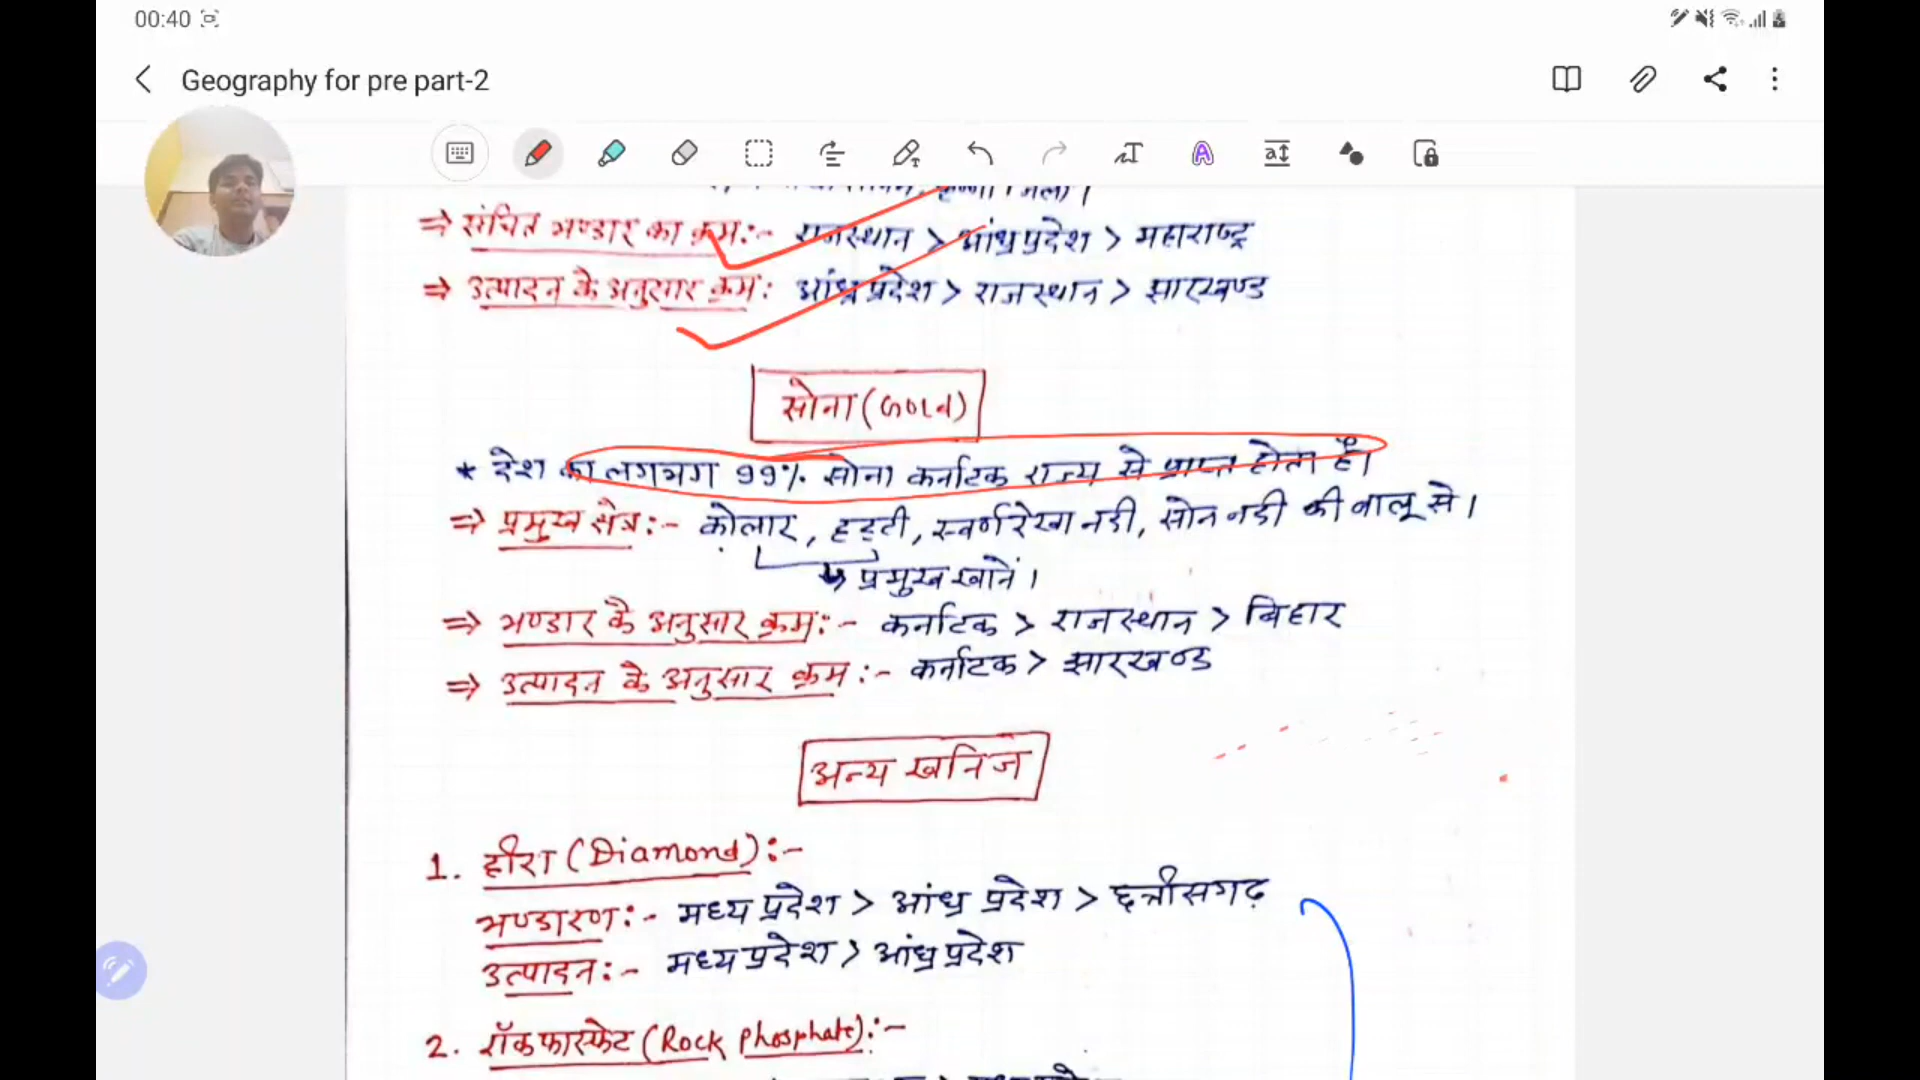 00:40
Geography for pre part-2
⇒ संचित भण्डार का क्रम:- राजस्थान > आंध्रप्रदेश > महाराष्ट्र
⇒ उत्पादन के अनुसार क्रम: आंध्रप्रदेश > राजस्थान > झारखण्ड
सोना (Gold)
* देश का लगभग 99% सोना कर्नाटक राज्य से प्राप्त होता है।
⇒ प्रमुख क्षेत्र:- कोलार, हट्टी, स्वर्णरेखा नदी, सोन नदी की बालू से।
↳ प्रमुख खानें।
⇒ भण्डार के अनुसार क्रम:- कर्नाटक > राजस्थान > बिहार
⇒ उत्पादन के अनुसार क्रम:- कर्नाटक > झारखण्ड
अन्य खनिज
1. हीरा (Diamond):-
भण्डारण:- मध्य प्रदेश > आंध्र प्रदेश > छत्तीसगढ़
उत्पादन:- मध्यप्रदेश > आंध्रप्रदेश
2. रॉक फास्फेट (Rock phosphate):-